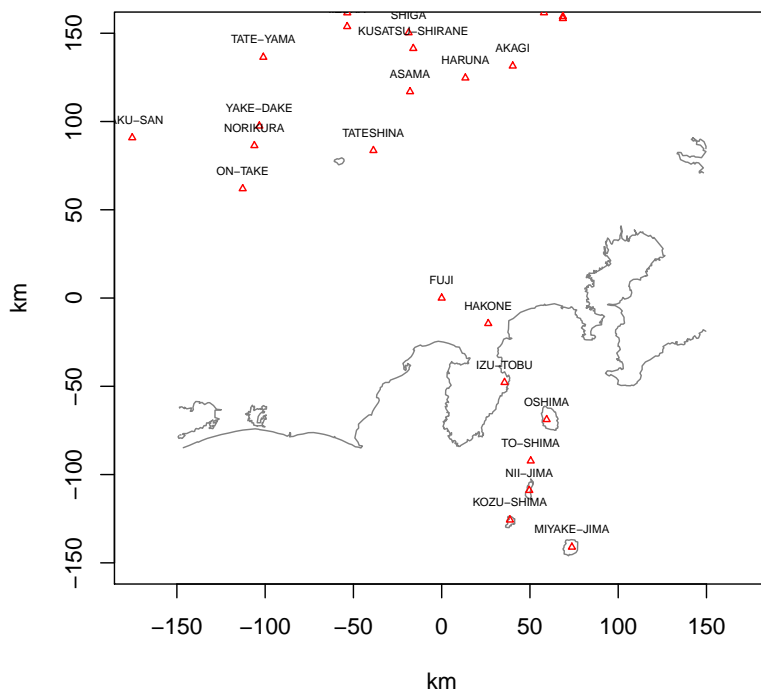 150
SHIGA
KUSATSU−SHIRANE
TATE−YAMA
HARUNA
AKAGI
ASAMA
100
YAKE−DAKE
AKU−SAN
NORIKURA
TATESHINA
ON−TAKE
50
km
0
FUJI
HAKONE
−50
IZU−TOBU
OSHIMA
−100
TO−SHIMA
NII−JIMA
KOZU−SHIMA
−150
MIYAKE−JIMA
−150 −100 −50 0 50 100 150
km